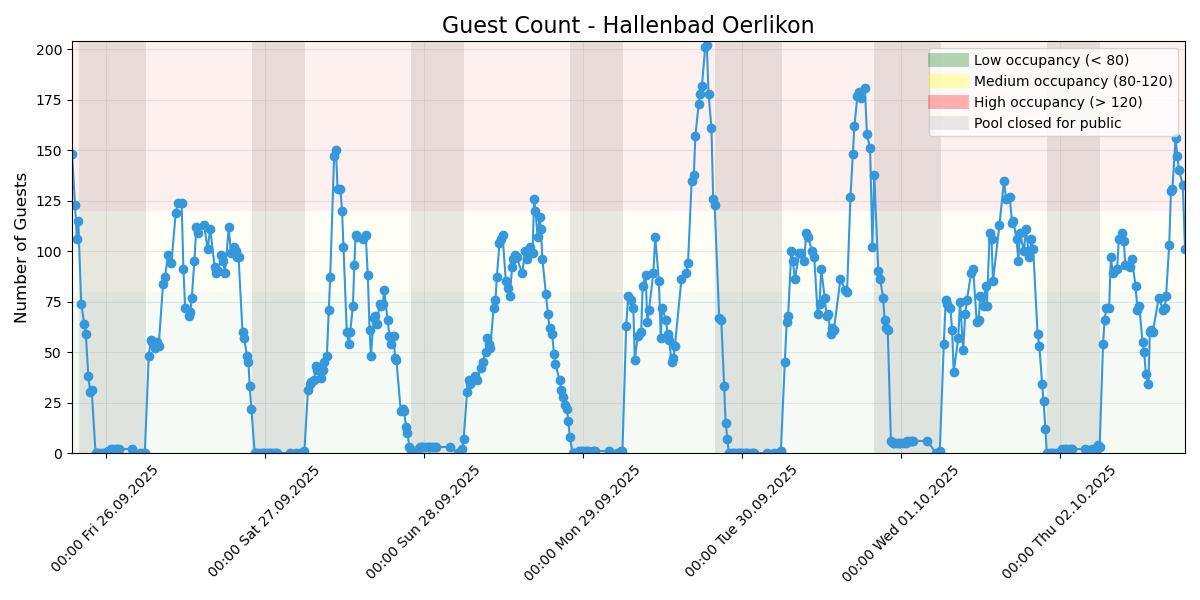 Guest Count - Hallenbad Oerlikon
Number of Guests
200
175
150
125
100
75
50
25
0
Low occupancy (< 80)
Medium occupancy (80-120)
High occupancy (> 120)
Pool closed for public
00:00 Fri 26.09.2025
00:00 Sat 27.09.2025
00:00 Sun 28.09.2025
00:00 Mon 29.09.2025
00:00 Tue 30.09.2025
00:00 Wed 01.10.2025
00:00 Thu 02.10.2025